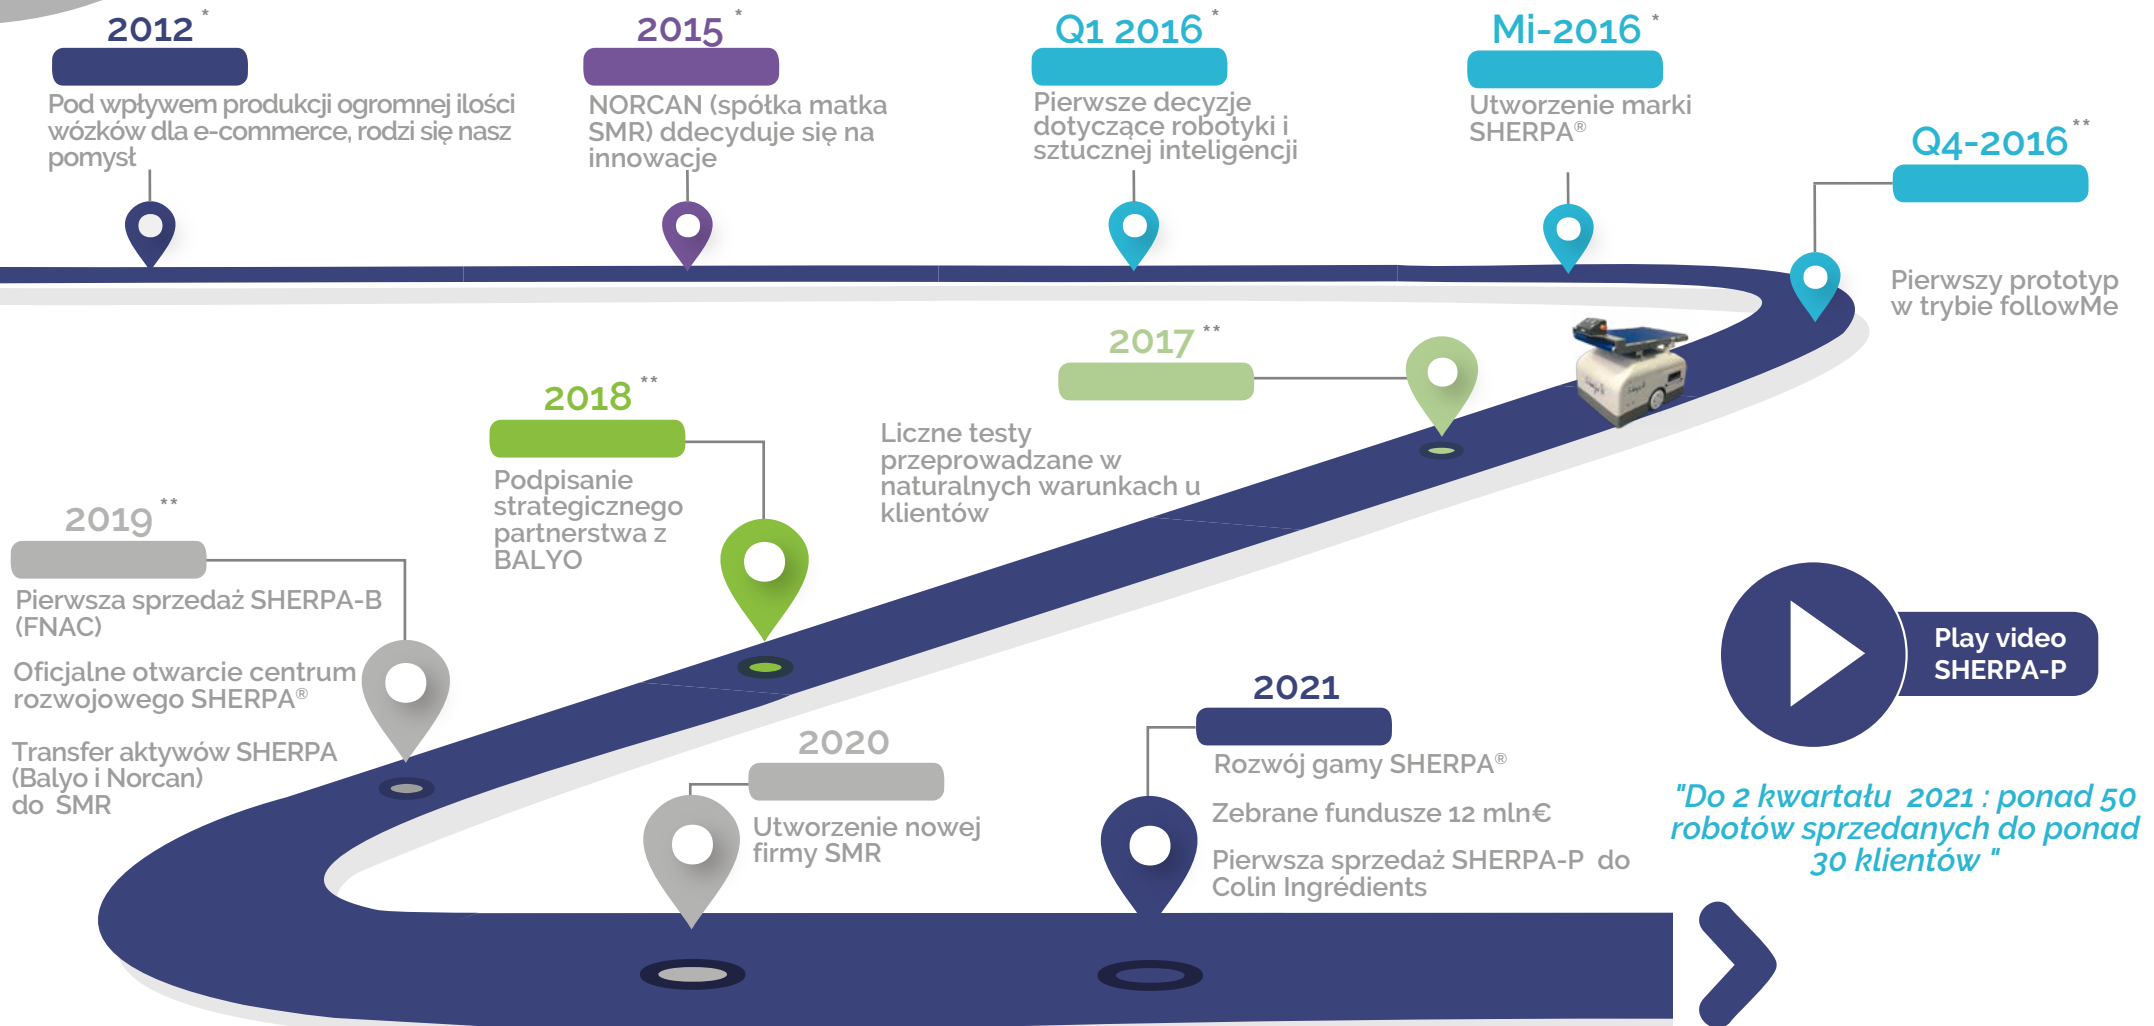 2012 *
Pod wpływem produkcji ogromnej ilości
wózków dla e-commerce, rodzi się nasz
pomysł
2015 *
NORCAN (spółka matka
SMR) ddecyduje się na
innowacje
Q1 2016 *
Pierwsze decyzje
dotyczące robotyki i
sztucznej inteligencji
Mi-2016 *
Utworzenie marki
SHERPA®
Q4-2016 **
Pierwszy prototyp
w trybie followMe
2017 **
Liczne testy
przeprowadzane w
naturalnych warunkach u
klientów
2018 **
Podpisanie
strategicznego
partnerstwa z
BALYO
2019 **
Pierwsza sprzedaż SHERPA-B
(FNAC)
Oficjalne otwarcie centrum
rozwojowego SHERPA®
Transfer aktywów SHERPA
(Balyo i Norcan)
do SMR
2020
Utworzenie nowej
firmy SMR
2021
Rozwój gamy SHERPA®
Zebrane fundusze 12 mln€
Pierwsza sprzedaż SHERPA-P do
Colin Ingrédients
Play video
SHERPA-P
"Do 2 kwartału 2021 : ponad 50
robotów sprzedanych do ponad
30 klientów "